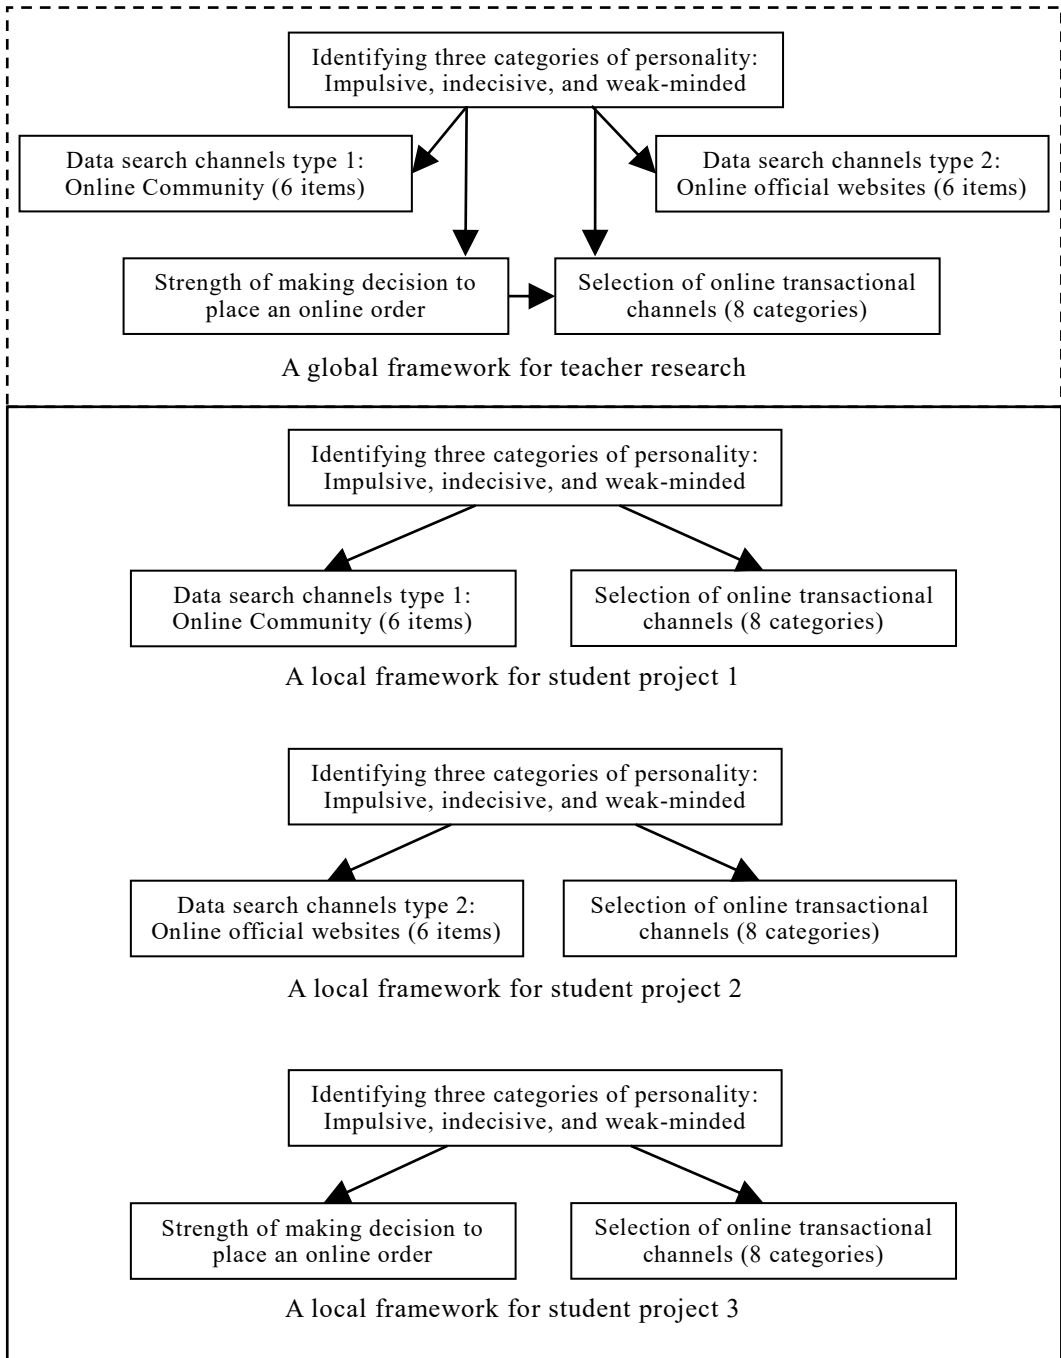 Identifying three categories of personality:
Impulsive, indecisive, and weak-minded
Data search channels type 1:
Online Community (6 items)
Data search channels type 2:
Online official websites (6 items)
Strength of making decision to
place an online order
Selection of online transactional
channels (8 categories)
A global framework for teacher research
Identifying three categories of personality:
Impulsive, indecisive, and weak-minded
Data search channels type 1:
Online Community (6 items)
Selection of online transactional
channels (8 categories)
A local framework for student project 1
Identifying three categories of personality:
Impulsive, indecisive, and weak-minded
Data search channels type 2:
Online official websites (6 items)
Selection of online transactional
channels (8 categories)
A local framework for student project 2
Identifying three categories of personality:
Impulsive, indecisive, and weak-minded
Strength of making decision to
place an online order
Selection of online transactional
channels (8 categories)
A local framework for student project 3